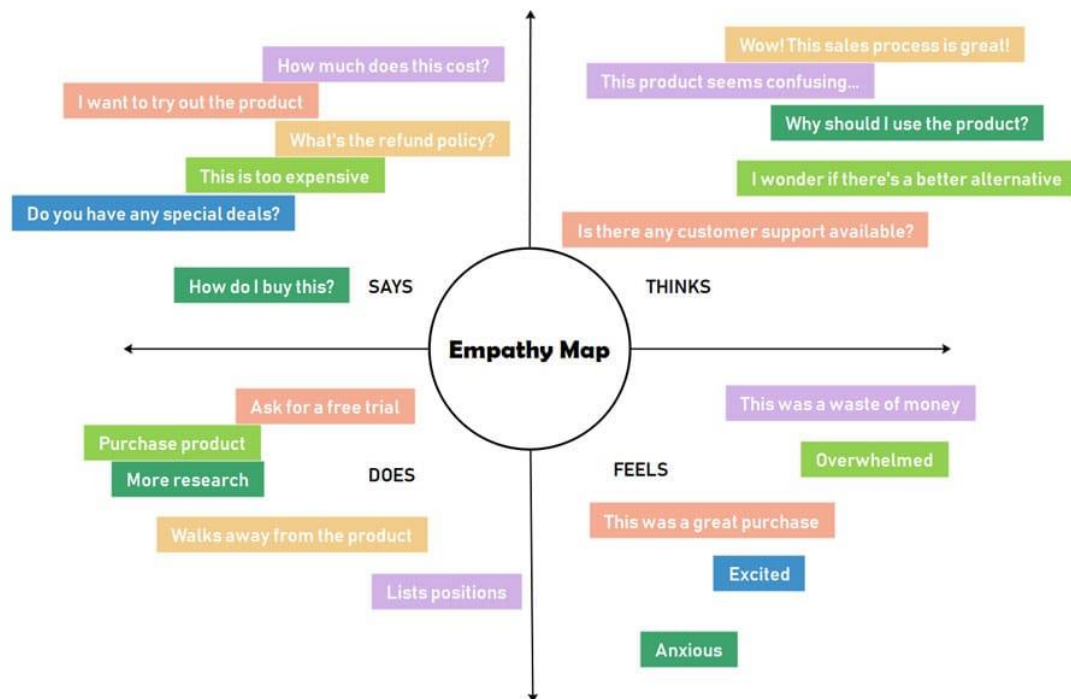 How much does this cost?
I want to try out the product
What's the refund policy?
This is too expensive
Do you have any special deals?
How do I buy this?
SAYS
Wow! This sales process is great!
This product seems confusing...
Why should I use the product?
I wonder if there's a better alternative
Is there any customer support available?
THINKS
Empathy Map
Ask for a free trial
Purchase product
More research
DOES
Walks away from the product
Lists positions
This was a waste of money
Overwhelmed
FEELS
This was a great purchase
Excited
Anxious